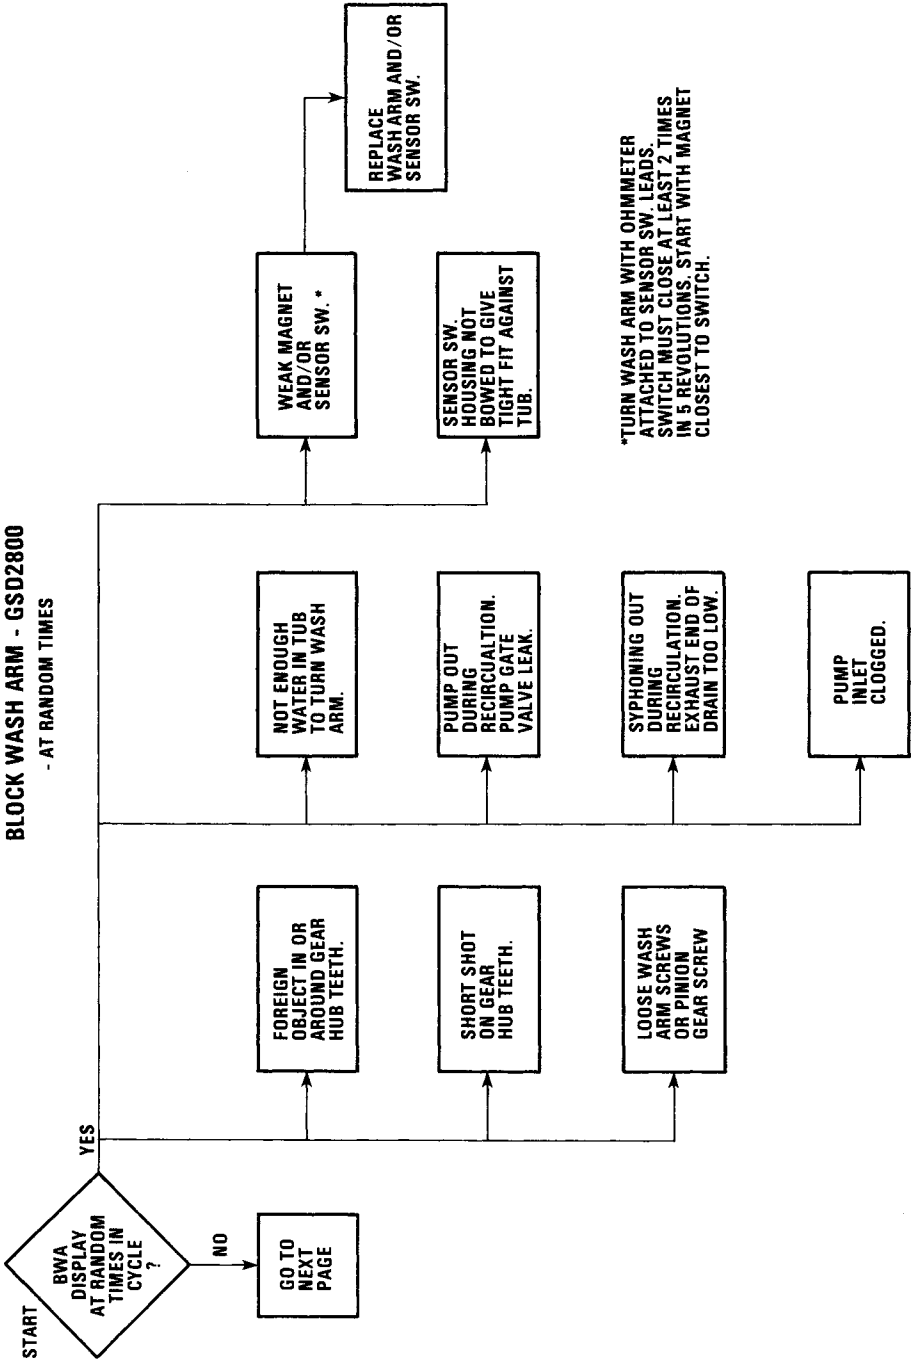 BLOCK WASH ARM - GSD2800
- AT RANDOM TIMES
START
BWA
DISPLAY
AT RANDOM
TIMES IN
CYCLE
?
YES
NO
GO TO
NEXT
PAGE
FOREIGN
OBJECT IN OR
AROUND GEAR
HUB TEETH.
SHORT SHOT
ON GEAR
HUB TEETH.
LOOSE WASH
ARM SCREWS
OR PINION
GEAR SCREW
NOT ENOUGH
WATER IN TUB
TO TURN WASH
ARM.
PUMP OUT
DURING
RECIRCUALTION.
PUMP GATE
VALVE LEAK.
SYPHONING OUT
DURING
RECIRCULATION.
EXHAUST END OF
DRAIN TOO LOW.
PUMP
INLET
CLOGGED.
WEAK MAGNET
AND/OR
SENSOR SW. *
SENSOR SW.
HOUSING NOT
BOWED TO GIVE
TIGHT FIT AGAINST
TUB.
REPLACE
WASH ARM AND/OR
SENSOR SW.
*TURN WASH ARM WITH OHMMETER
ATTACHED TO SENSOR SW. LEADS.
SWITCH MUST CLOSE AT LEAST 2 TIMES
IN 5 REVOLUTIONS. START WITH MAGNET
CLOSEST TO SWITCH.